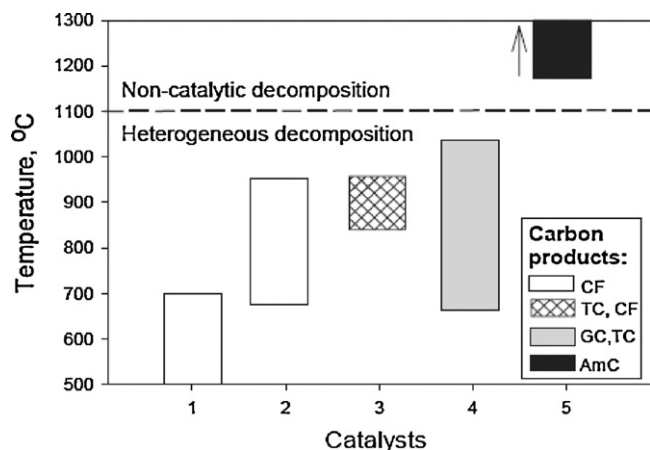 1300
1200
Non-catalytic decomposition
1100
Heterogeneous decomposition
1000
900
800
700
600
500
Temperature, ºC
1 2 3 4 5
Catalysts
Carbon
products:
CF
TC, CF
GC,TC
AmC